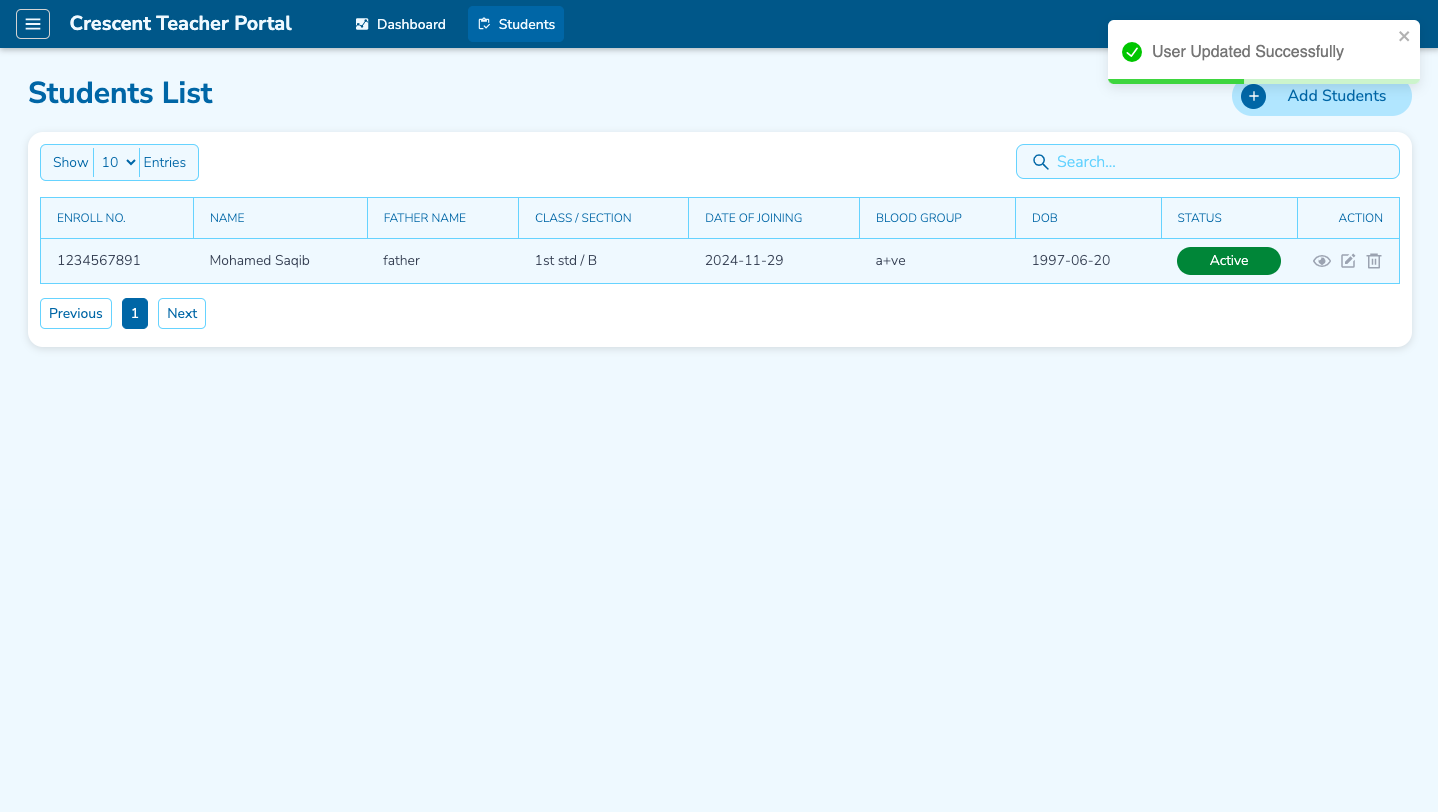 Crescent Teacher Portal
Dashboard
Students
User Updated Successfully
Students List
Add Students
Show 10 Entries
Search...
ENROLL NO. NAME FATHER NAME CLASS / SECTION DATE OF JOINING BLOOD GROUP DOB STATUS ACTION
1234567891 Mohamed Saqib father 1st std / B 2024-11-29 a+ve 1997-06-20 Active
Previous 1 Next